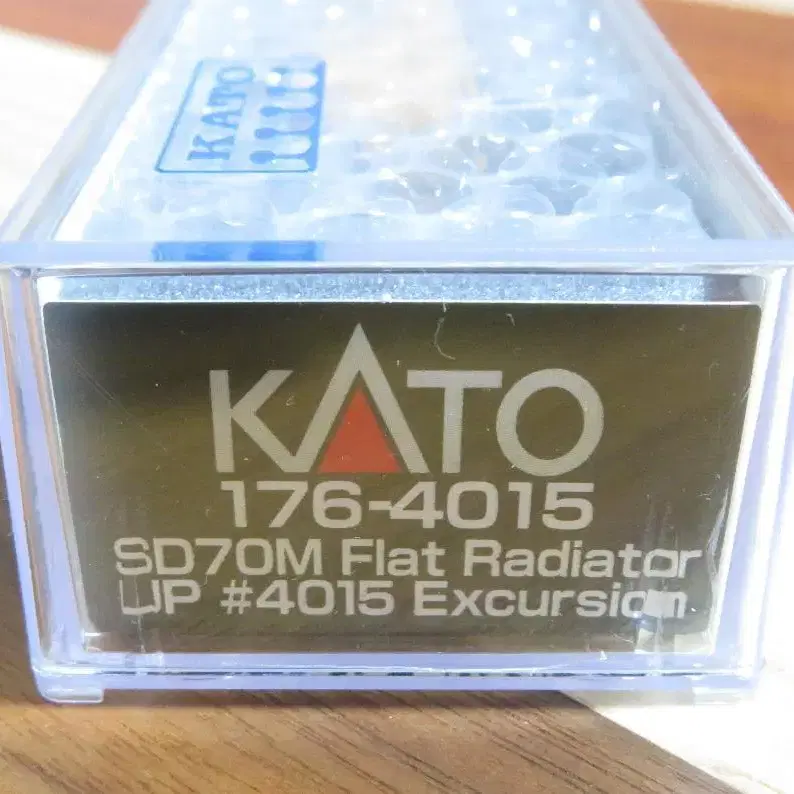 KATO
KATO
176-4015
SD70M Flat Radiator
UP #4015 Excursion